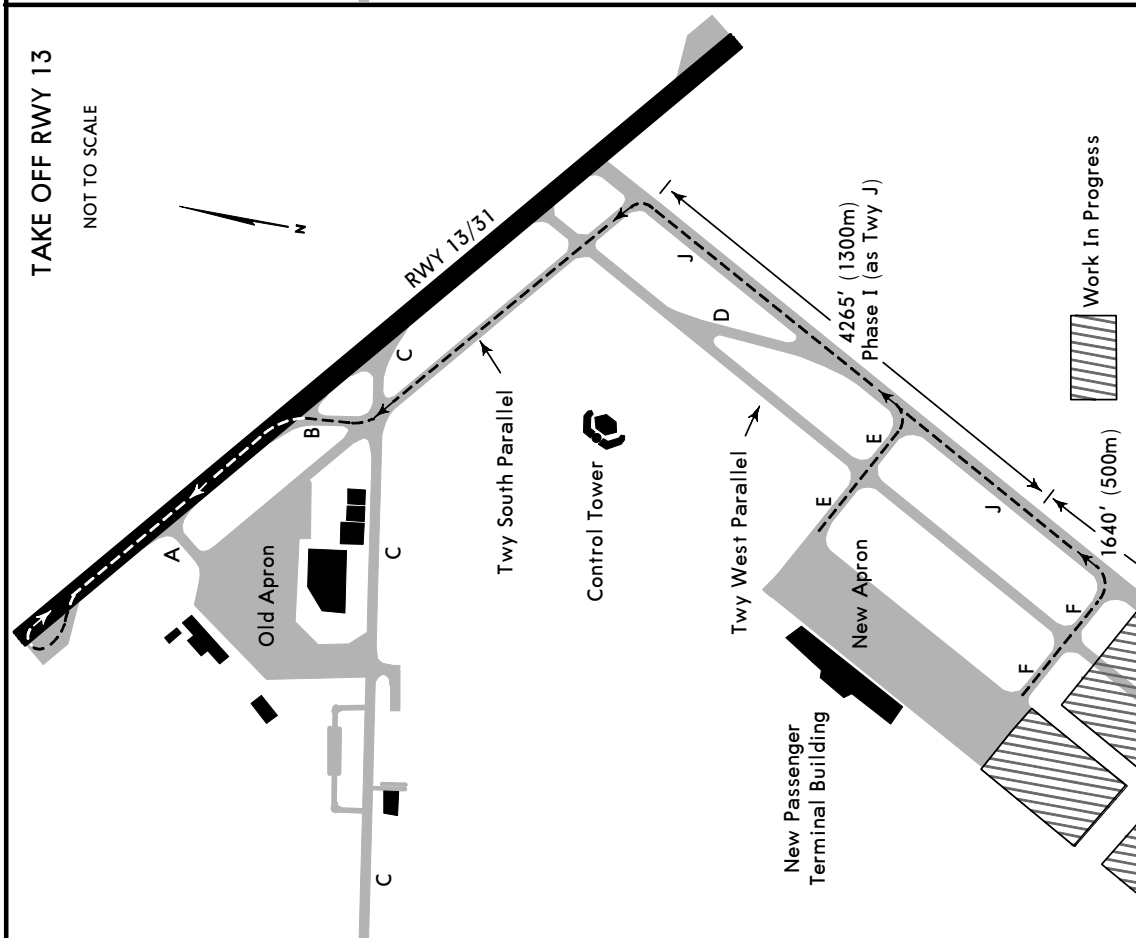 TAKE OFF RWY 13
NOT TO SCALE
N
RWY 13/31
A
B
C
Old Apron
C
C
Twy South Parallel
Control Tower
J
D
4265' (1300m)
Phase I (as Twy J)
Work In Progress
Twy West Parallel
E
E
New Apron
J
1640' (500m)
F
F
New Passenger
Terminal Building